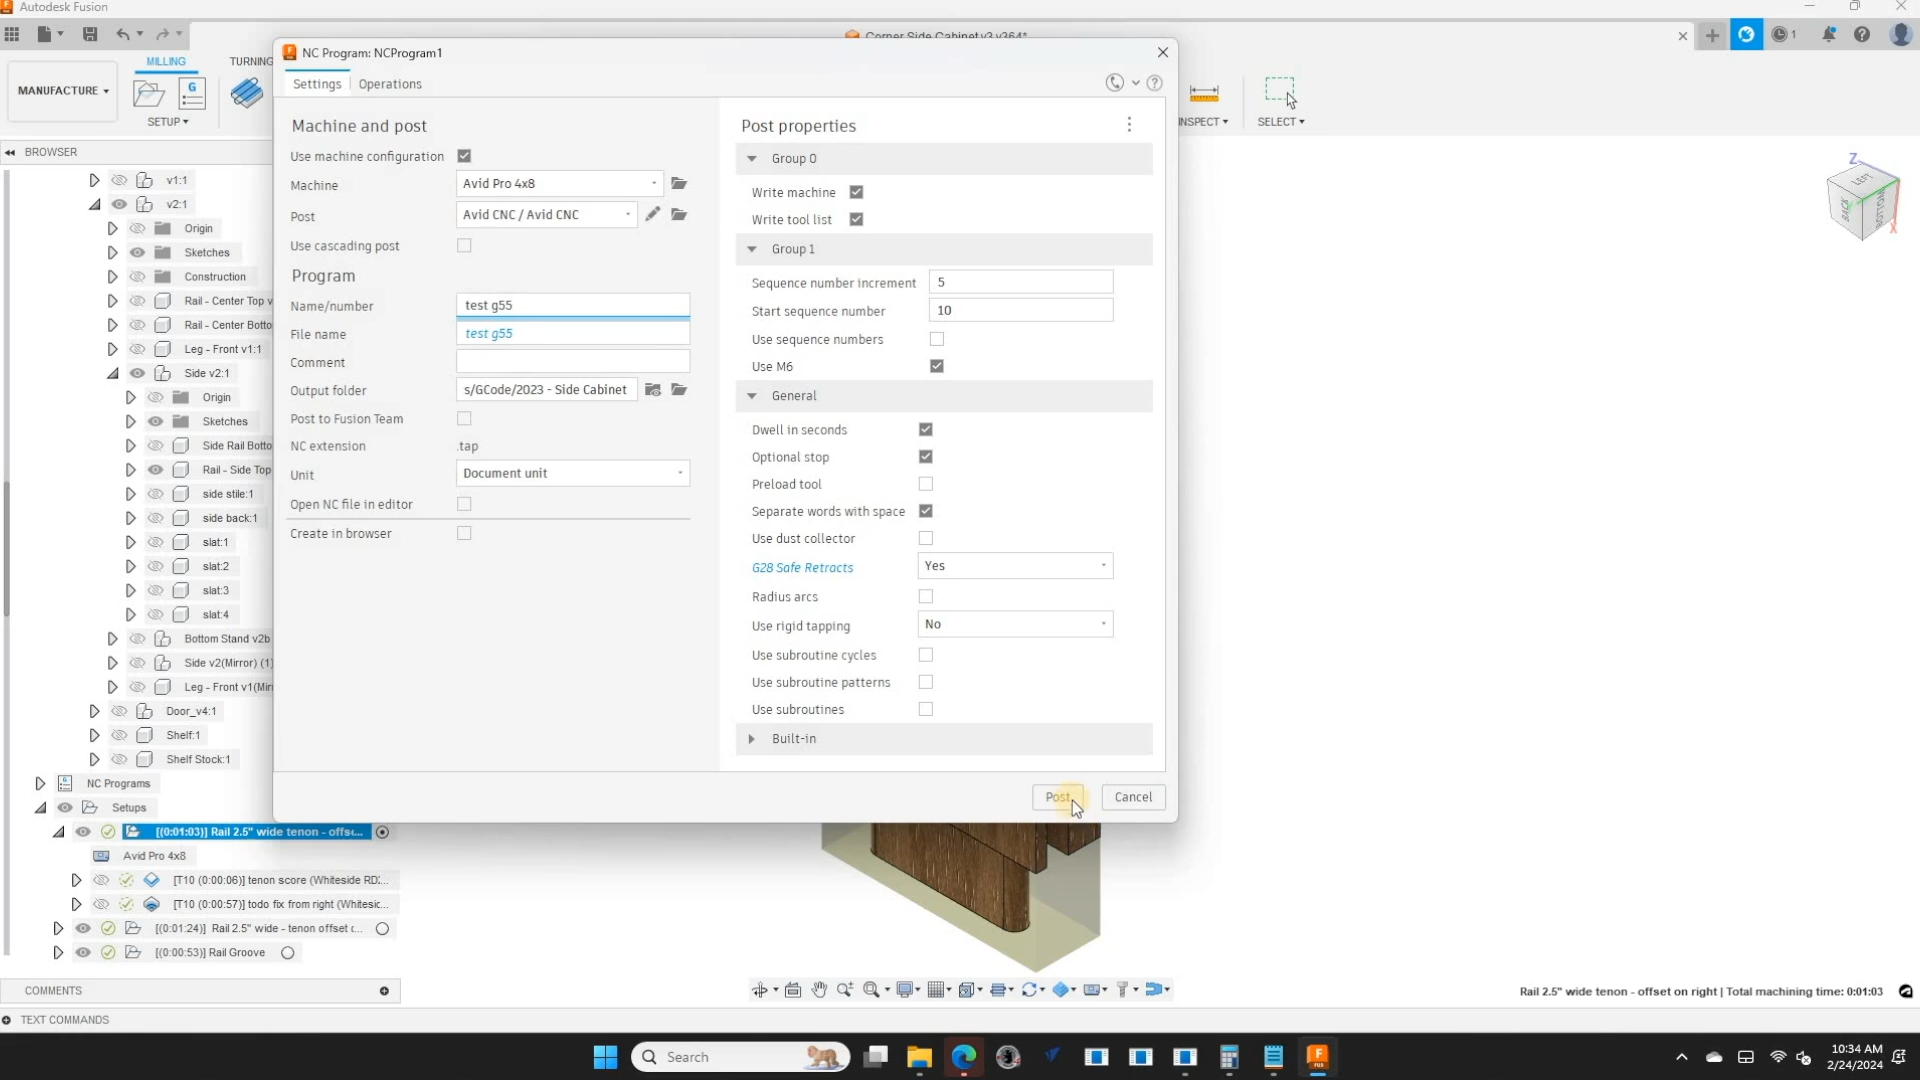 Autodesk Fusion
Corner Side Cabinet v3 v364*
1
MILLING
TURNING
MANUFACTURE
SETUP
INSPECT
SELECT
NC Program: NCProgram1
Settings
Operations
Machine and post
Use machine configuration
Machine
Avid Pro 4x8
Post
Avid CNC / Avid CNC
Use cascading post
Program
Name/number
test g55
File name
test g55
Comment
Output folder
s/GCode/2023 - Side Cabinet
Post to Fusion Team
NC extension
.tap
Unit
Document unit
Open NC file in editor
Create in browser
Post properties
Group 0
Write machine
Write tool list
Group 1
Sequence number increment
5
Start sequence number
10
Use sequence numbers
Use M6
General
Dwell in seconds
Optional stop
Preload tool
Separate words with space
Use dust collector
G28 Safe Retracts
Yes
Radius arcs
Use rigid tapping
No
Use subroutine cycles
Use subroutine patterns
Use subroutines
Built-in
Post
Cancel
BROWSER
v1:1
v2:1
Origin
Sketches
Construction
Rail - Center Top v
Rail - Center Botto
Leg - Front v1:1
Side v2:1
Origin
Sketches
Side Rail Botto
Rail - Side Top
side stile:1
side back:1
slat:1
slat:2
slat:3
slat:4
Bottom Stand v2b
Side v2(Mirror) (1)
Leg - Front v1(Mirr
Door_v4:1
Shelf:1
Shelf Stock:1
NC Programs
Setups
[(0:01:03)] Rail 2.5" wide tenon - offse...
Avid Pro 4x8
[T10 (0:00:06)] tenon score (Whiteside RD...
[T10 (0:00:57)] todo fix from right (Whitesic...
[(0:01:24)] Rail 2.5" wide - tenon offset c...
[(0:00:53)] Rail Groove
COMMENTS
TEXT COMMANDS
Z
LEFT
BACK
BOTTOM
X
Rail 2.5" wide tenon - offset on right | Total machining time: 0:01:03
Search
10:34 AM
2/24/2024